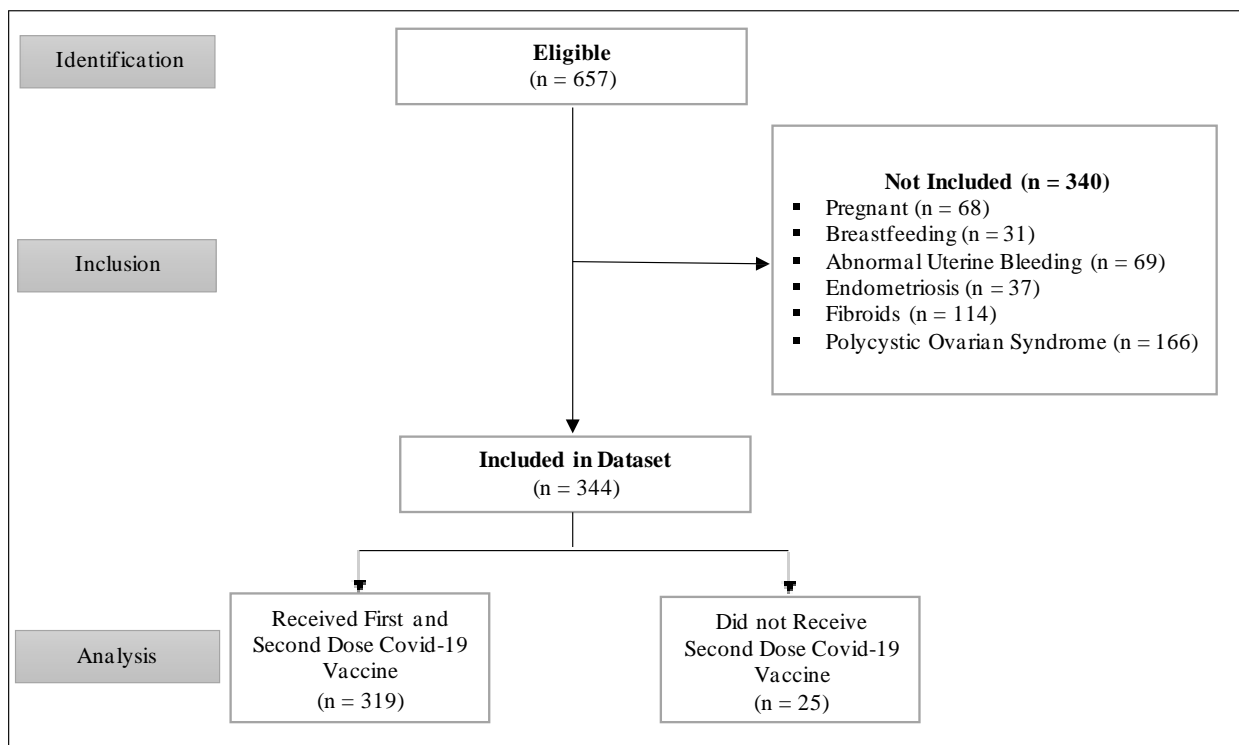 Identification
Eligible
(n = 657)
Inclusion
Not Included (n = 340)
▪ Pregnant (n = 68)
▪ Breastfeeding (n = 31)
▪ Abnormal Uterine Bleeding (n = 69)
▪ Endometriosis (n = 37)
▪ Fibroids (n = 114)
▪ Polycystic Ovarian Syndrome (n = 166)
Included in Dataset
(n = 344)
Analysis
Received First and
Second Dose Covid-19
Vaccine
(n = 319)
Did not Receive
Second Dose Covid-19
Vaccine
(n = 25)